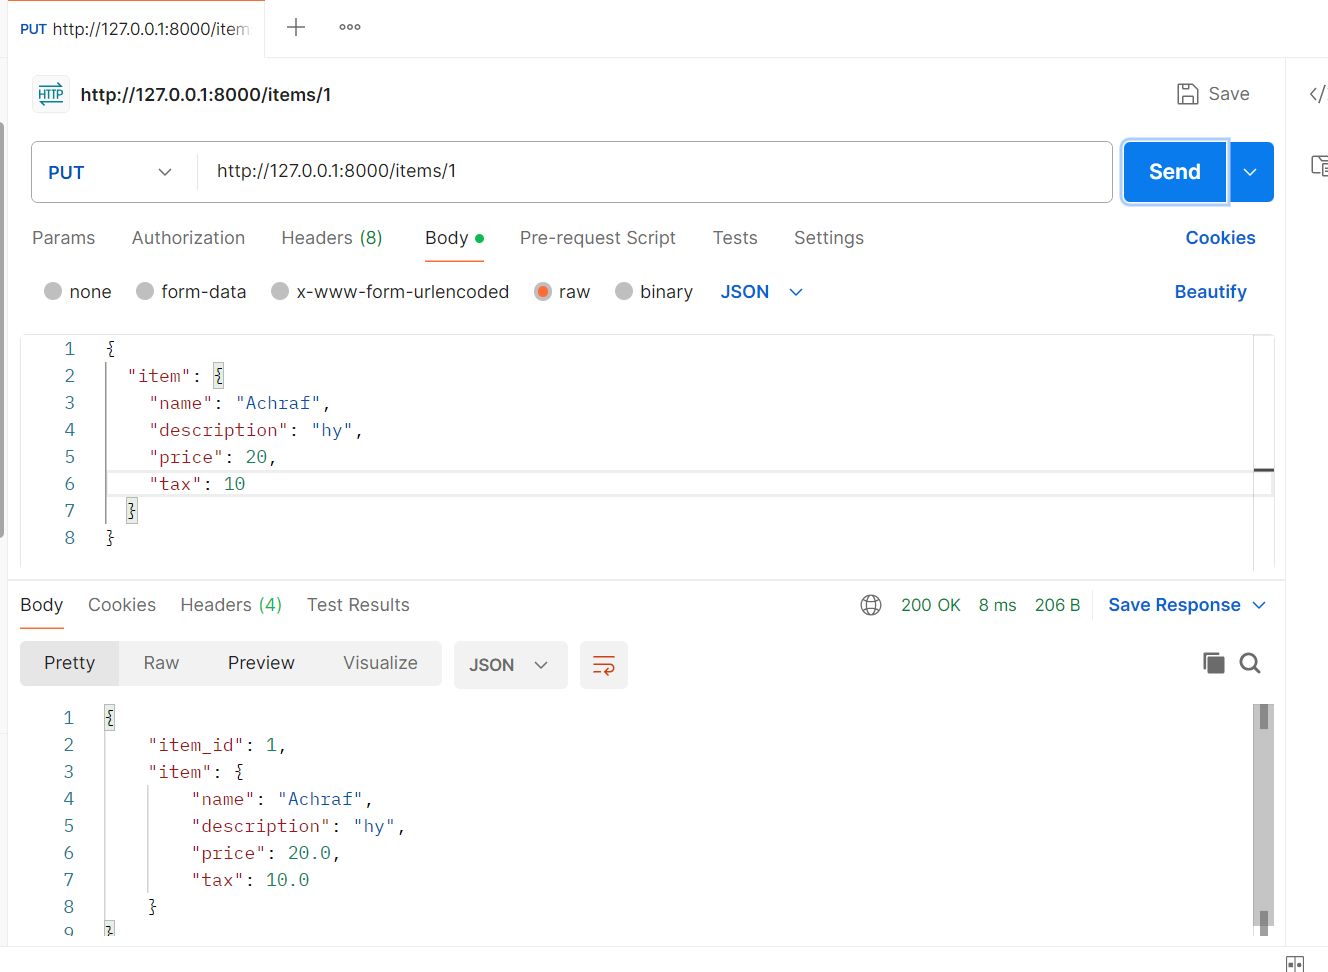 PUT http://127.0.0.1:8000/item
HTTP http://127.0.0.1:8000/items/1 Save </
PUT http://127.0.0.1:8000/items/1 Send
Params Authorization Headers (8) Body Pre-request Script Tests Settings Cookies
none form-data x-www-form-urlencoded raw binary JSON Beautify
1 {
2 "item": {
3 "name": "Achraf",
4 "description": "hy",
5 "price": 20,
6 "tax": 10
7 }
8 }
Body Cookies Headers (4) Test Results 200 OK 8 ms 206 B Save Response
Pretty Raw Preview Visualize JSON
1 {
2 "item_id": 1,
3 "item": {
4 "name": "Achraf",
5 "description": "hy",
6 "price": 20.0,
7 "tax": 10.0
8 }
9 }